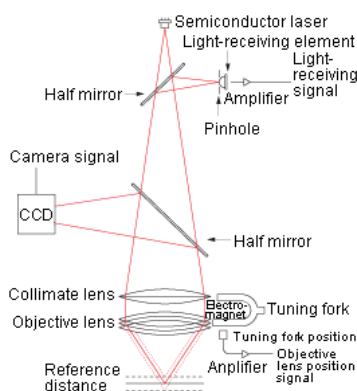 Semiconductor laser
Light-receiving element
Light-
receiving
signal
Half mirror
Amplifier
Pinhole
Camera signal
CCD
Half mirror
Collimate lens
Electro-
magnet
Tuning fork
Objective lens
Tuning fork position
Objective
lens position
signal
Anplifier
Reference
distance